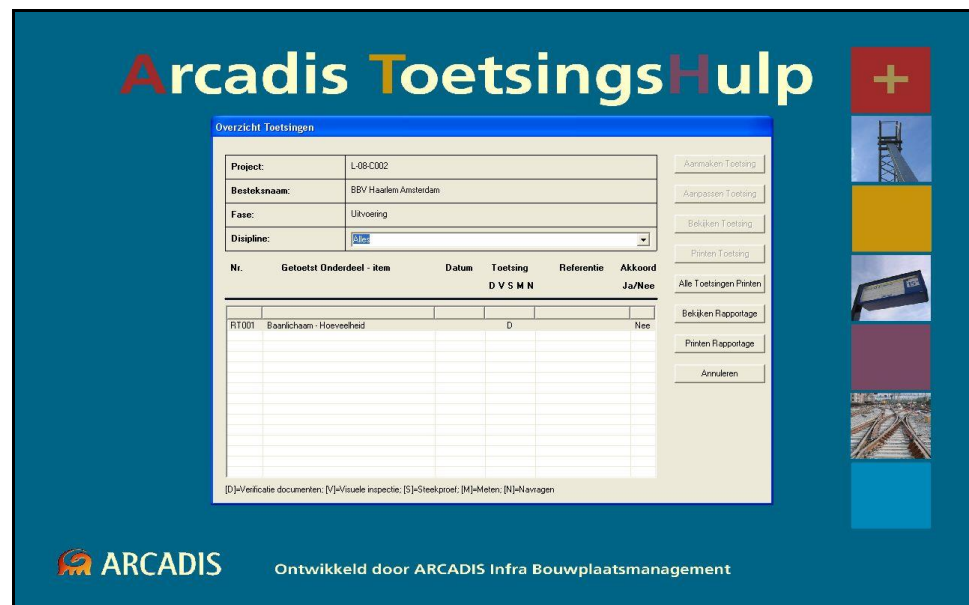 Arcadis ToetsingsHulp
Overzicht Toetsingen
Project: L-08-C002
Besteksnaam: BBV Haarlem Amsterdam
Fase: Uitvoering
Disipline: Alles
Aanmaken Toetsing
Aanpassen Toetsing
Bekijken Toetsing
Printen Toetsing
Alle Toetsingen Printen
Bekijken Rapportage
Printen Rapportage
Annuleren
Nr. Getoetst Onderdeel - item Datum Toetsing Referentie Akkoord
D V S M N Ja/Nee
RT001 Baanlichaam - Hoeveelheid D Nee
[D]=Verificatie documenten; [V]=Visuele inspectie; [S]=Steekproef; [M]=Meten; [N]=Navragen
ARCADIS
Ontwikkeld door ARCADIS Infra Bouwplaatsmanagement